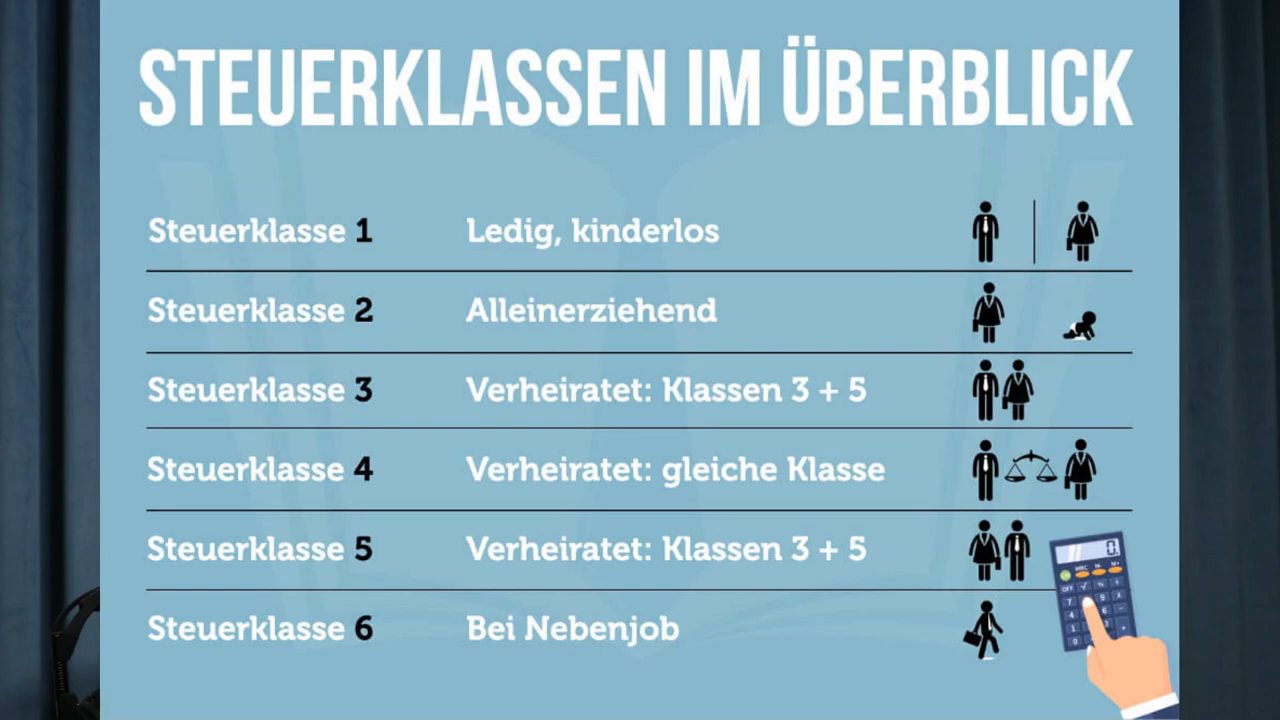 STEUERKLASSEN IM ÜBERBLICK
Steuerklasse 1 Ledig, kinderlos
Steuerklasse 2 Alleinerziehend
Steuerklasse 3 Verheiratet: Klassen 3 + 5
Steuerklasse 4 Verheiratet: gleiche Klasse
Steuerklasse 5 Verheiratet: Klassen 3 + 5
Steuerklasse 6 Bei Nebenjob